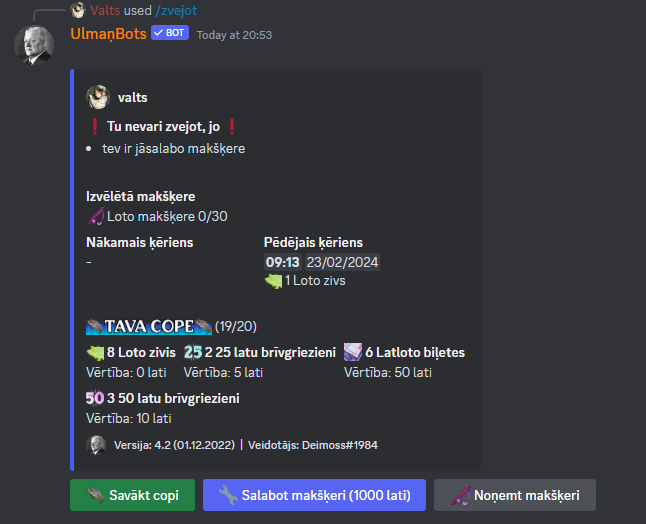 Valts used /zvejot
UlmaņBots BOT Today at 20:53
valts
❗ Tu nevari zvejot, jo ❗
• tev ir jāsalabo makšķere
Izvēlētā makšķere
Loto makšķere 0/30
Nākamais ķēriens Pēdējais ķēriens
- 09:13 23/02/2024
1 Loto zivs
TAVA COPE (19/20)
8 Loto zivis 25 2 25 latu brīvgriezieni 6 Latloto biļetes
Vērtība: 0 lati Vērtība: 5 lati Vērtība: 50 lati
50 3 50 latu brīvgriezieni
Vērtība: 10 lati
Versija: 4.2 (01.12.2022) | Veidotājs: Deimoss#1984
Savākt copi Salabot makšķeri (1000 lati) Noņemt makšķeri